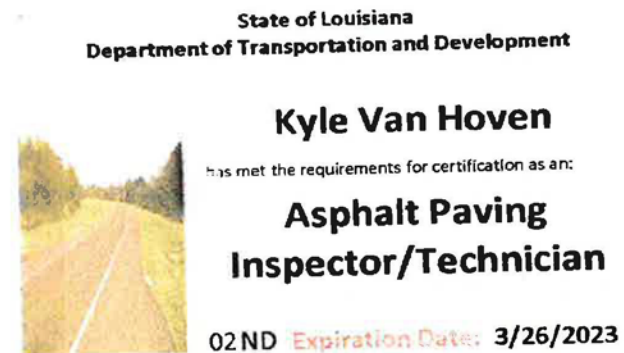 State of Louisiana
Department of Transportation and Development
Kyle Van Hoven
has met the requirements for certification as an:
Asphalt Paving
Inspector/Technician
02ND Expiration Date: 3/26/2023